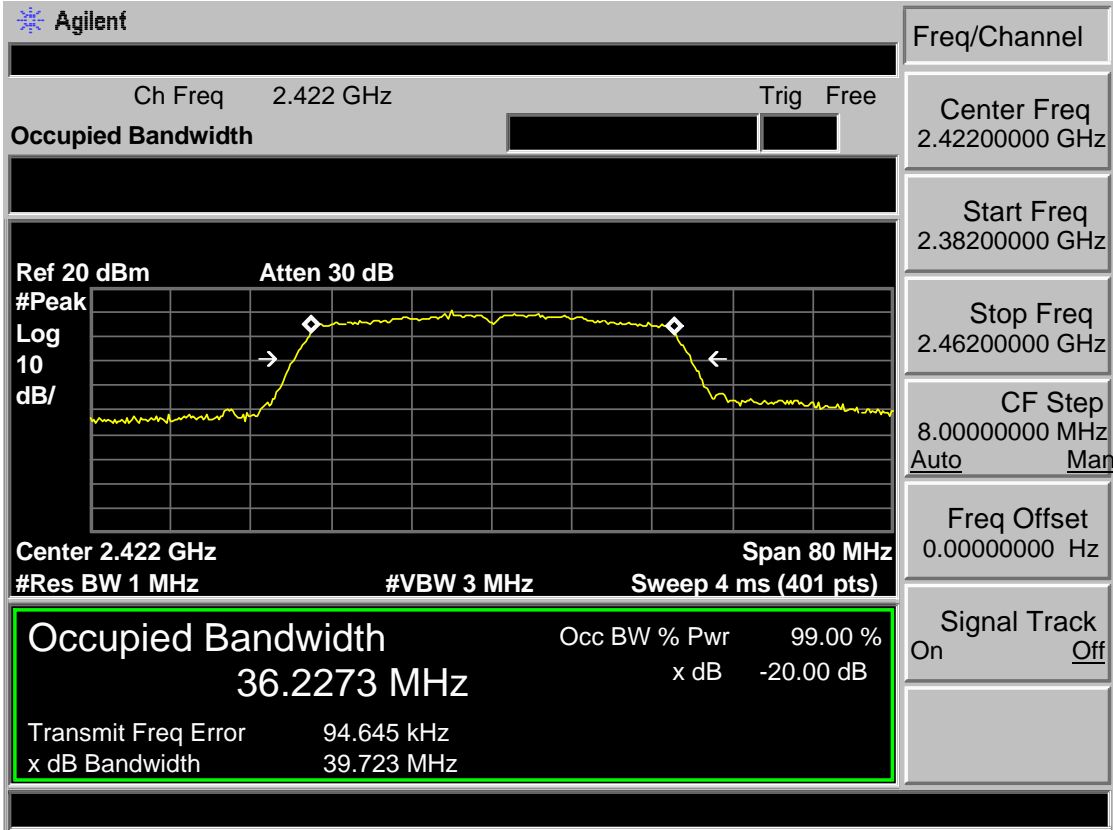 Agilent
Freq/Channel
Ch Freq 2.422 GHz Trig Free
Occupied Bandwidth
Center Freq
2.42200000 GHz
Start Freq
2.38200000 GHz
Stop Freq
2.46200000 GHz
CF Step
8.00000000 MHz
Auto Man
Freq Offset
0.00000000 Hz
Signal Track
On Off
Ref 20 dBm Atten 30 dB
#Peak
Log
10
dB/
Center 2.422 GHz Span 80 MHz
#Res BW 1 MHz #VBW 3 MHz Sweep 4 ms (401 pts)
Occupied Bandwidth Occ BW % Pwr 99.00 %
36.2273 MHz x dB -20.00 dB
Transmit Freq Error 94.645 kHz
x dB Bandwidth 39.723 MHz